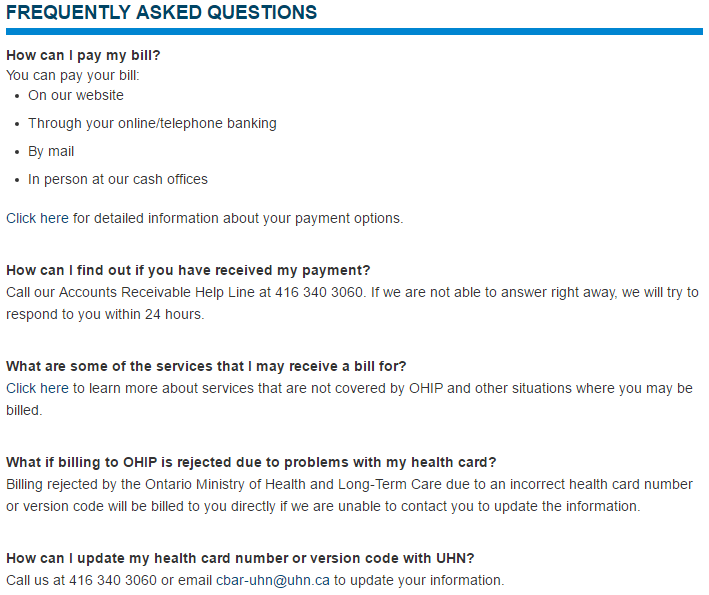 FREQUENTLY ASKED QUESTIONS
How can I pay my bill?
You can pay your bill:
• On our website
• Through your online/telephone banking
• By mail
• In person at our cash offices
Click here for detailed information about your payment options.
How can I find out if you have received my payment?
Call our Accounts Receivable Help Line at 416 340 3060. If we are not able to answer right away, we will try to
respond to you within 24 hours.
What are some of the services that I may receive a bill for?
Click here to learn more about services that are not covered by OHIP and other situations where you may be
billed.
What if billing to OHIP is rejected due to problems with my health card?
Billing rejected by the Ontario Ministry of Health and Long-Term Care due to an incorrect health card number
or version code will be billed to you directly if we are unable to contact you to update the information.
How can I update my health card number or version code with UHN?
Call us at 416 340 3060 or email cbar-uhn@uhn.ca to update your information.